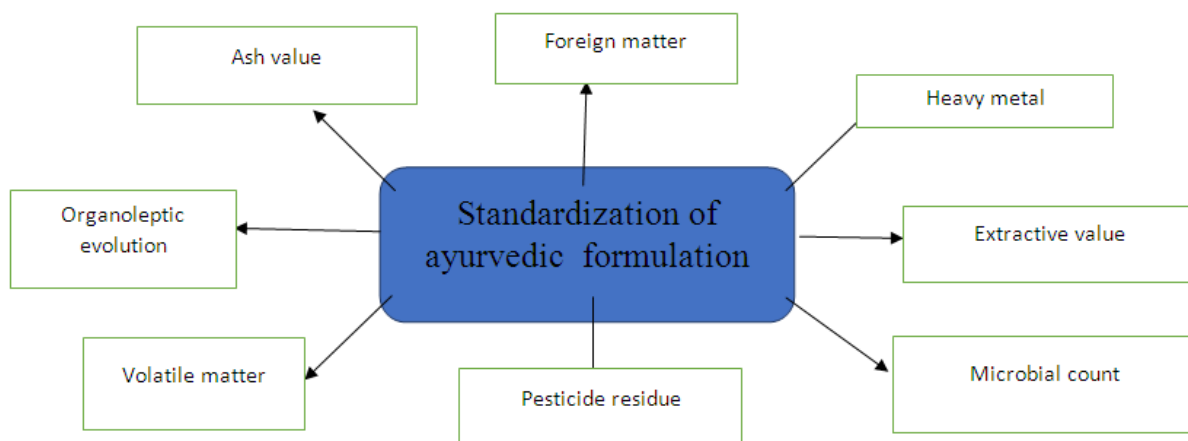 Foreign matter
Ash value
Heavy metal
Standardization of
ayurvedic formulation
Organoleptic
evolution
Extractive value
Volatile matter
Pesticide residue
Microbial count